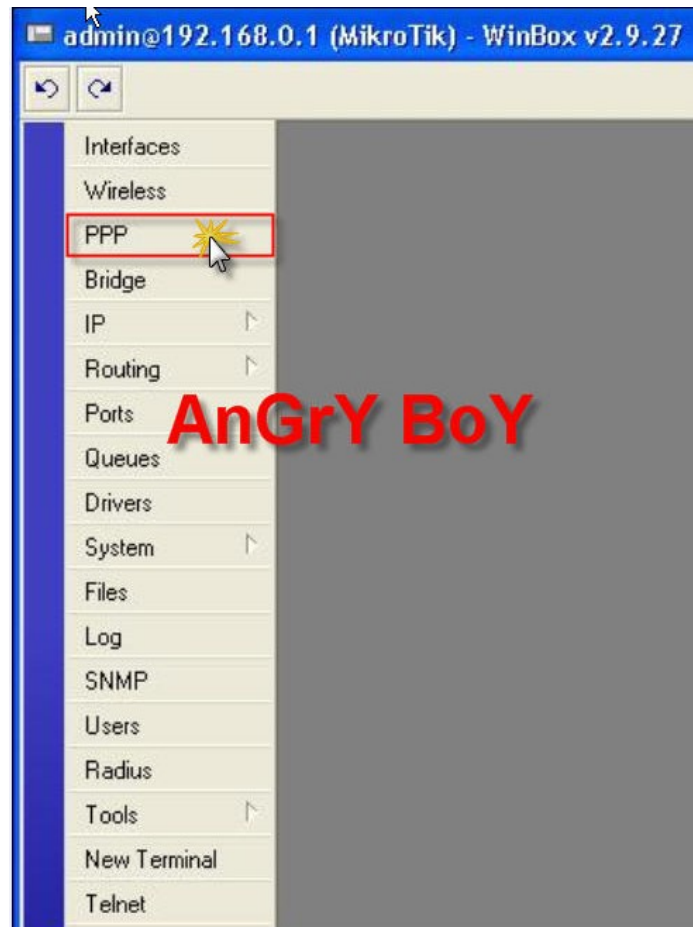 admin@192.168.0.1 (MikroTik) - WinBox v2.9.27
Interfaces
Wireless
PPP
Bridge
IP
Routing
Ports
AnGrY BoY
Queues
Drivers
System
Files
Log
SNMP
Users
Radius
Tools
New Terminal
Telnet